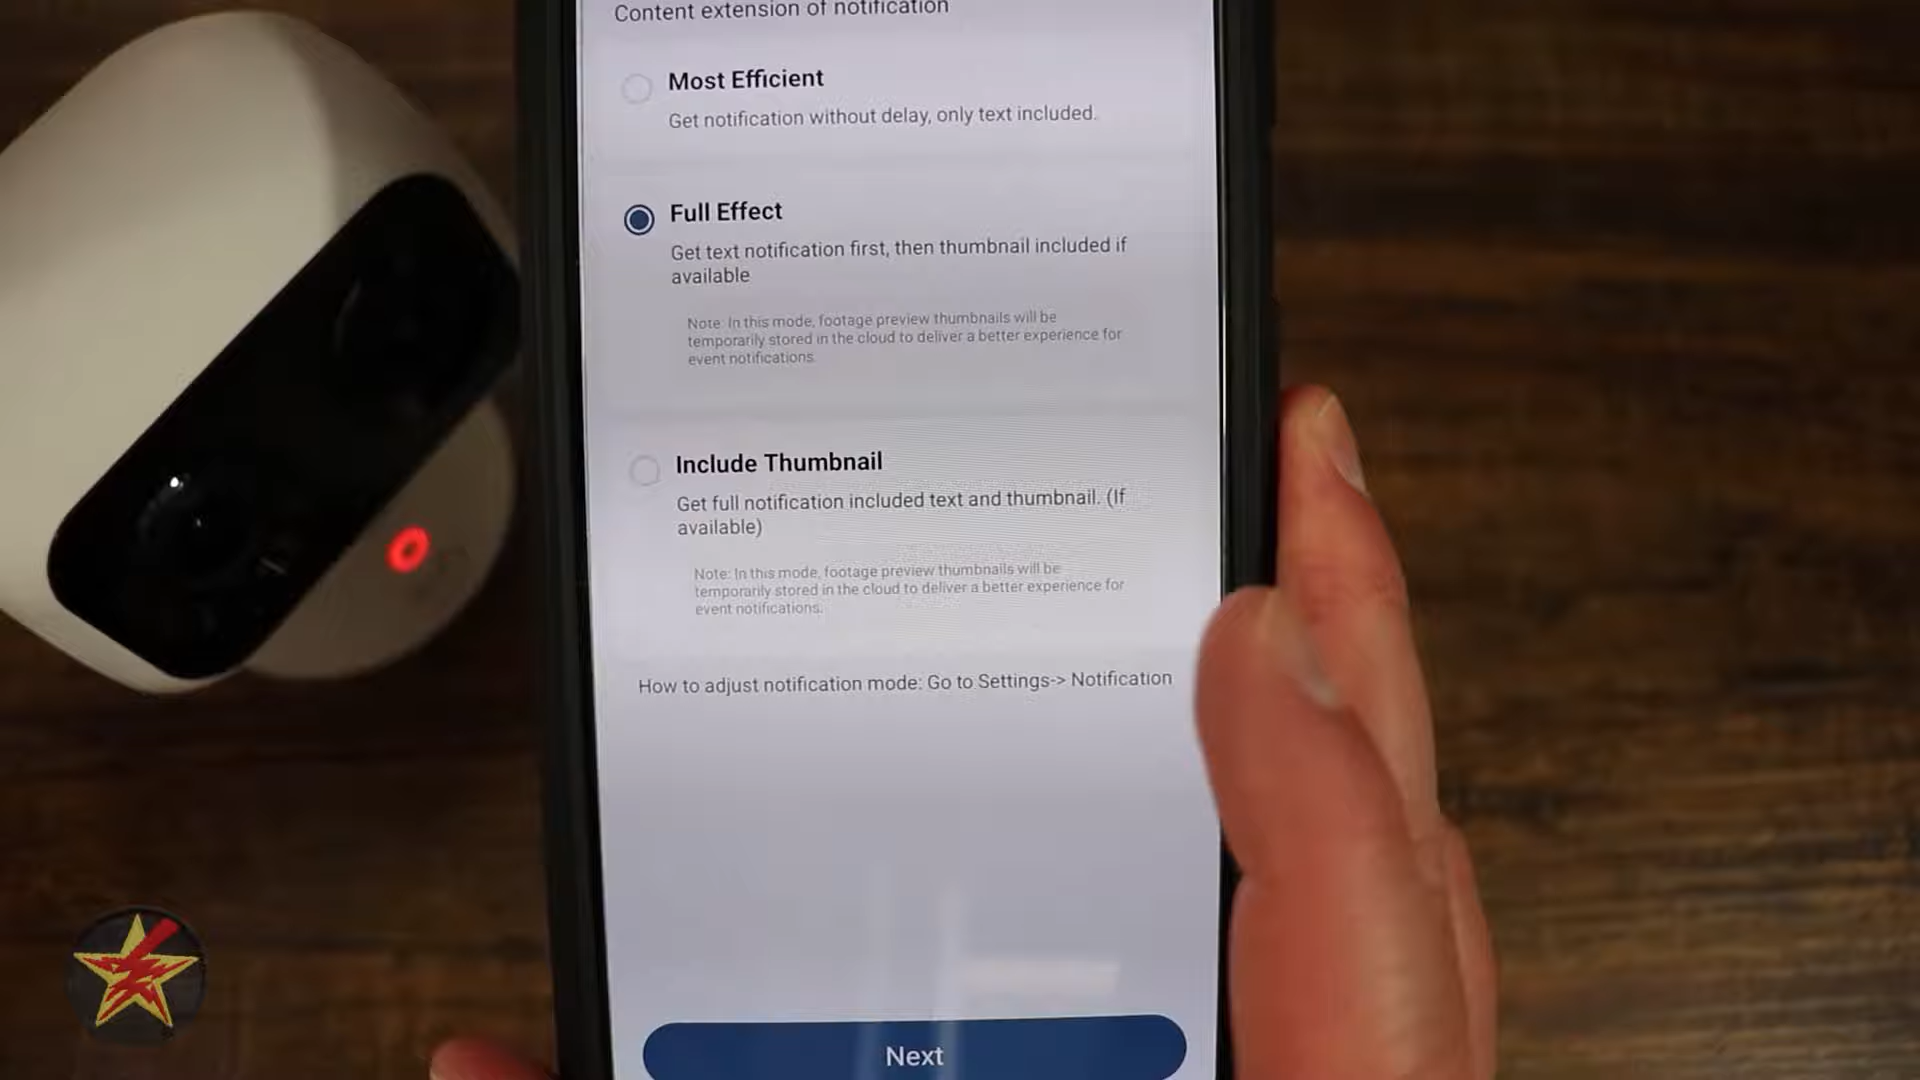 Content extension of notification
Most Efficient
Get notification without delay, only text included.
Full Effect
Get text notification first, then thumbnail included if
available
Note: In this mode, footage preview thumbnails will be
temporarily stored in the cloud to deliver a better experience for
event notifications.
Include Thumbnail
Get full notification included text and thumbnail. (If
available)
Note: In this mode, footage preview thumbnails will be
temporarily stored in the cloud to deliver a better experience for
event notifications.
How to adjust notification mode: Go to Settings-> Notification
Next